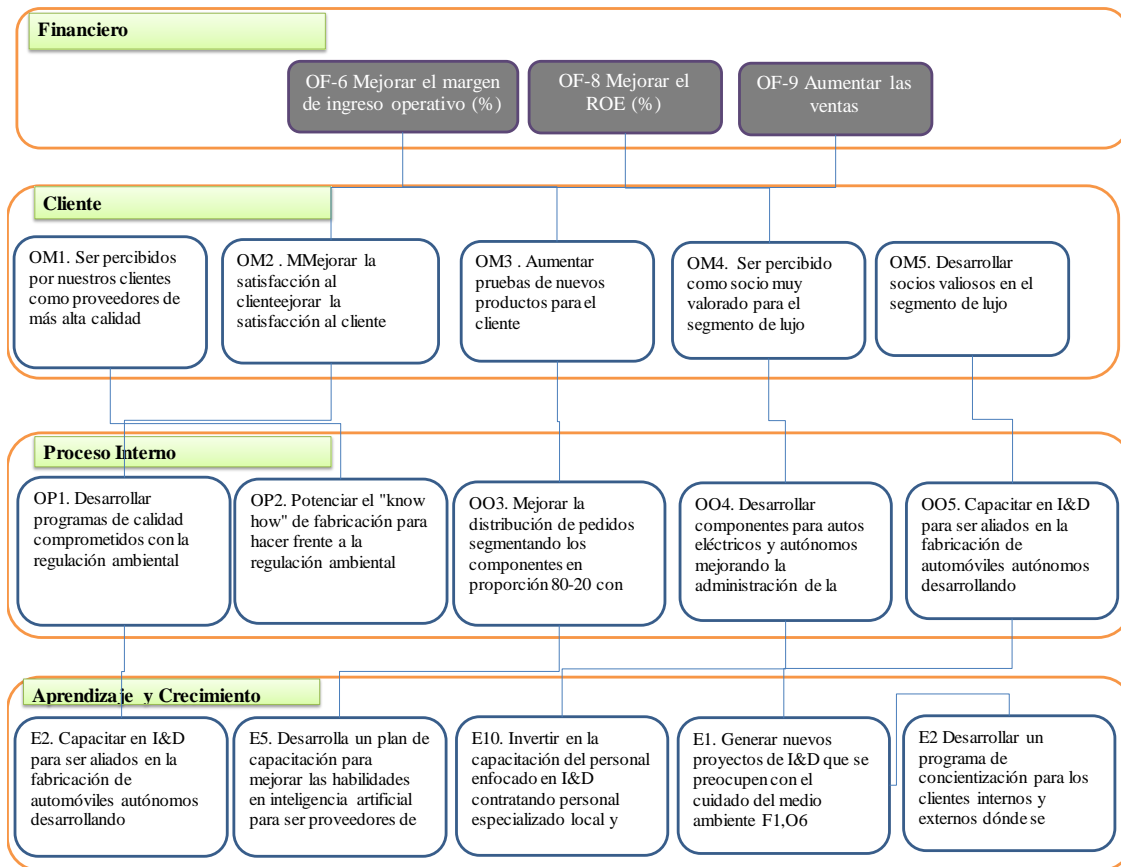 Financiero
OF-6 Mejorar el margen
de ingreso operativo (%)
OF-8 Mejorar el
ROE (%)
OF-9 Aumentar las
ventas
Cliente
OM1. Ser percibidos
por nuestros clientes
como proveedores de
más alta calidad
OM2 . MMejorar la
satisfacción al
clienteejorar la
satisfacción al cliente
OM3 . Aumentar
pruebas de nuevos
productos para el
cliente
OM4. Ser percibido
como socio muy
valorado para el
segmento de lujo
OM5. Desarrollar
socios valiosos en el
segmento de lujo
Proceso Interno
OP1. Desarrollar
programas de calidad
comprometidos con la
regulación ambiental
OP2. Potenciar el "know
how" de fabricación para
hacer frente a la
regulación ambiental
OO3. Mejorar la
distribución de pedidos
segmentando los
componentes en
proporción 80-20 con
OO4. Desarrollar
componentes para autos
eléctricos y autónomos
mejorando la
administración de la
OO5. Capacitar en I&D
para ser aliados en la
fabricación de
automóviles autónomos
desarrollando
Aprendizaje y Crecimiento
E2. Capacitar en I&D
para ser aliados en la
fabricación de
automóviles autónomos
desarrollando
E5. Desarrolla un plan de
capacitación para
mejorar las habilidades
en inteligencia artificial
para ser proveedores de
E10. Invertir en la
capacitación del personal
enfocado en I&D
contratando personal
especializado local y
E1. Generar nuevos
proyectos de I&D que se
preocupen con el
cuidado del medio
ambiente F1,O6
E2 Desarrollar un
programa de
concientización para los
clientes internos y
externos dónde se